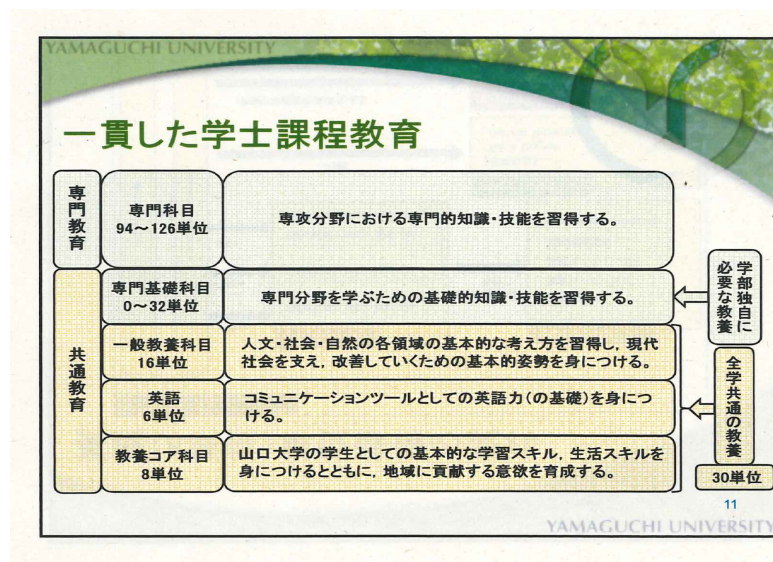 YAMAGUCHI UNIVERSITY
一貫した学士課程教育
専門教育
専門科目
94～126単位
専攻分野における専門的知識・技能を習得する。
共通教育
専門基礎科目
0～32単位
専門分野を学ぶための基礎的知識・技能を習得する。
学部独自に
必要な教養
一般教養科目
16単位
人文・社会・自然の各領域の基本的な考え方を習得し，現代
社会を支え，改善していくための基本的姿勢を身につける。
英語
6単位
コミュニケーションツールとしての英語力（の基礎）を身につ
ける。
全学共通の教養
教養コア科目
8単位
山口大学の学生としての基本的な学習スキル，生活スキルを
身につけるとともに，地域に貢献する意欲を育成する。
30単位
11
YAMAGUCHI UNIVERSITY